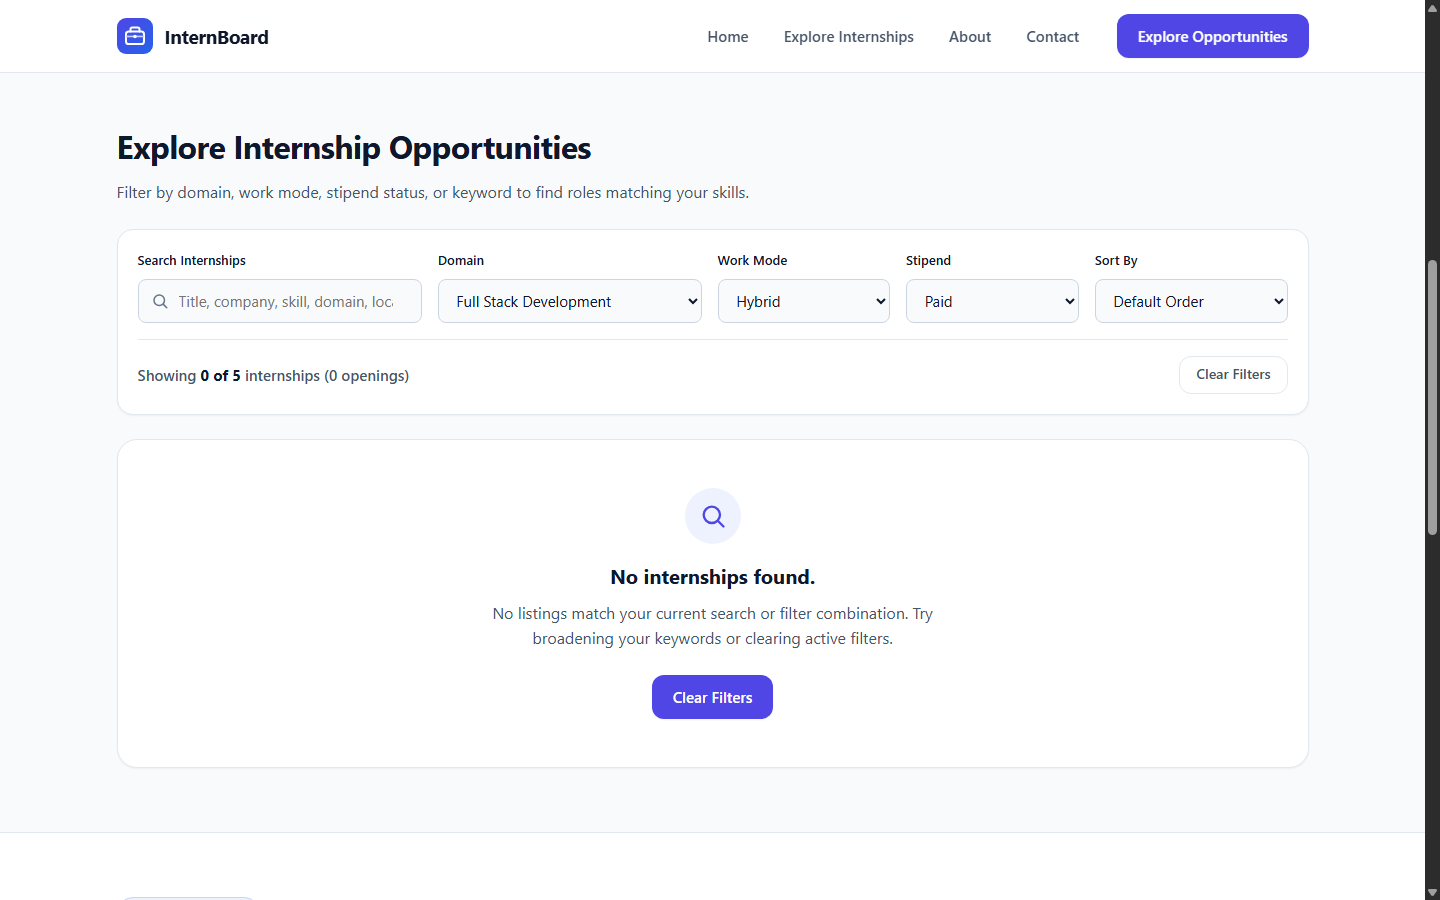 InternBoard
Home
Explore Internships
About
Contact
Explore Opportunities
Explore Internship Opportunities
Filter by domain, work mode, stipend status, or keyword to find roles matching your skills.
Search Internships
Domain
Work Mode
Stipend
Sort By
Title, company, skill, domain, loc
Full Stack Development
Hybrid
Paid
Default Order
Showing 0 of 5 internships (0 openings)
Clear Filters
No internships found.
No listings match your current search or filter combination. Try
broadening your keywords or clearing active filters.
Clear Filters